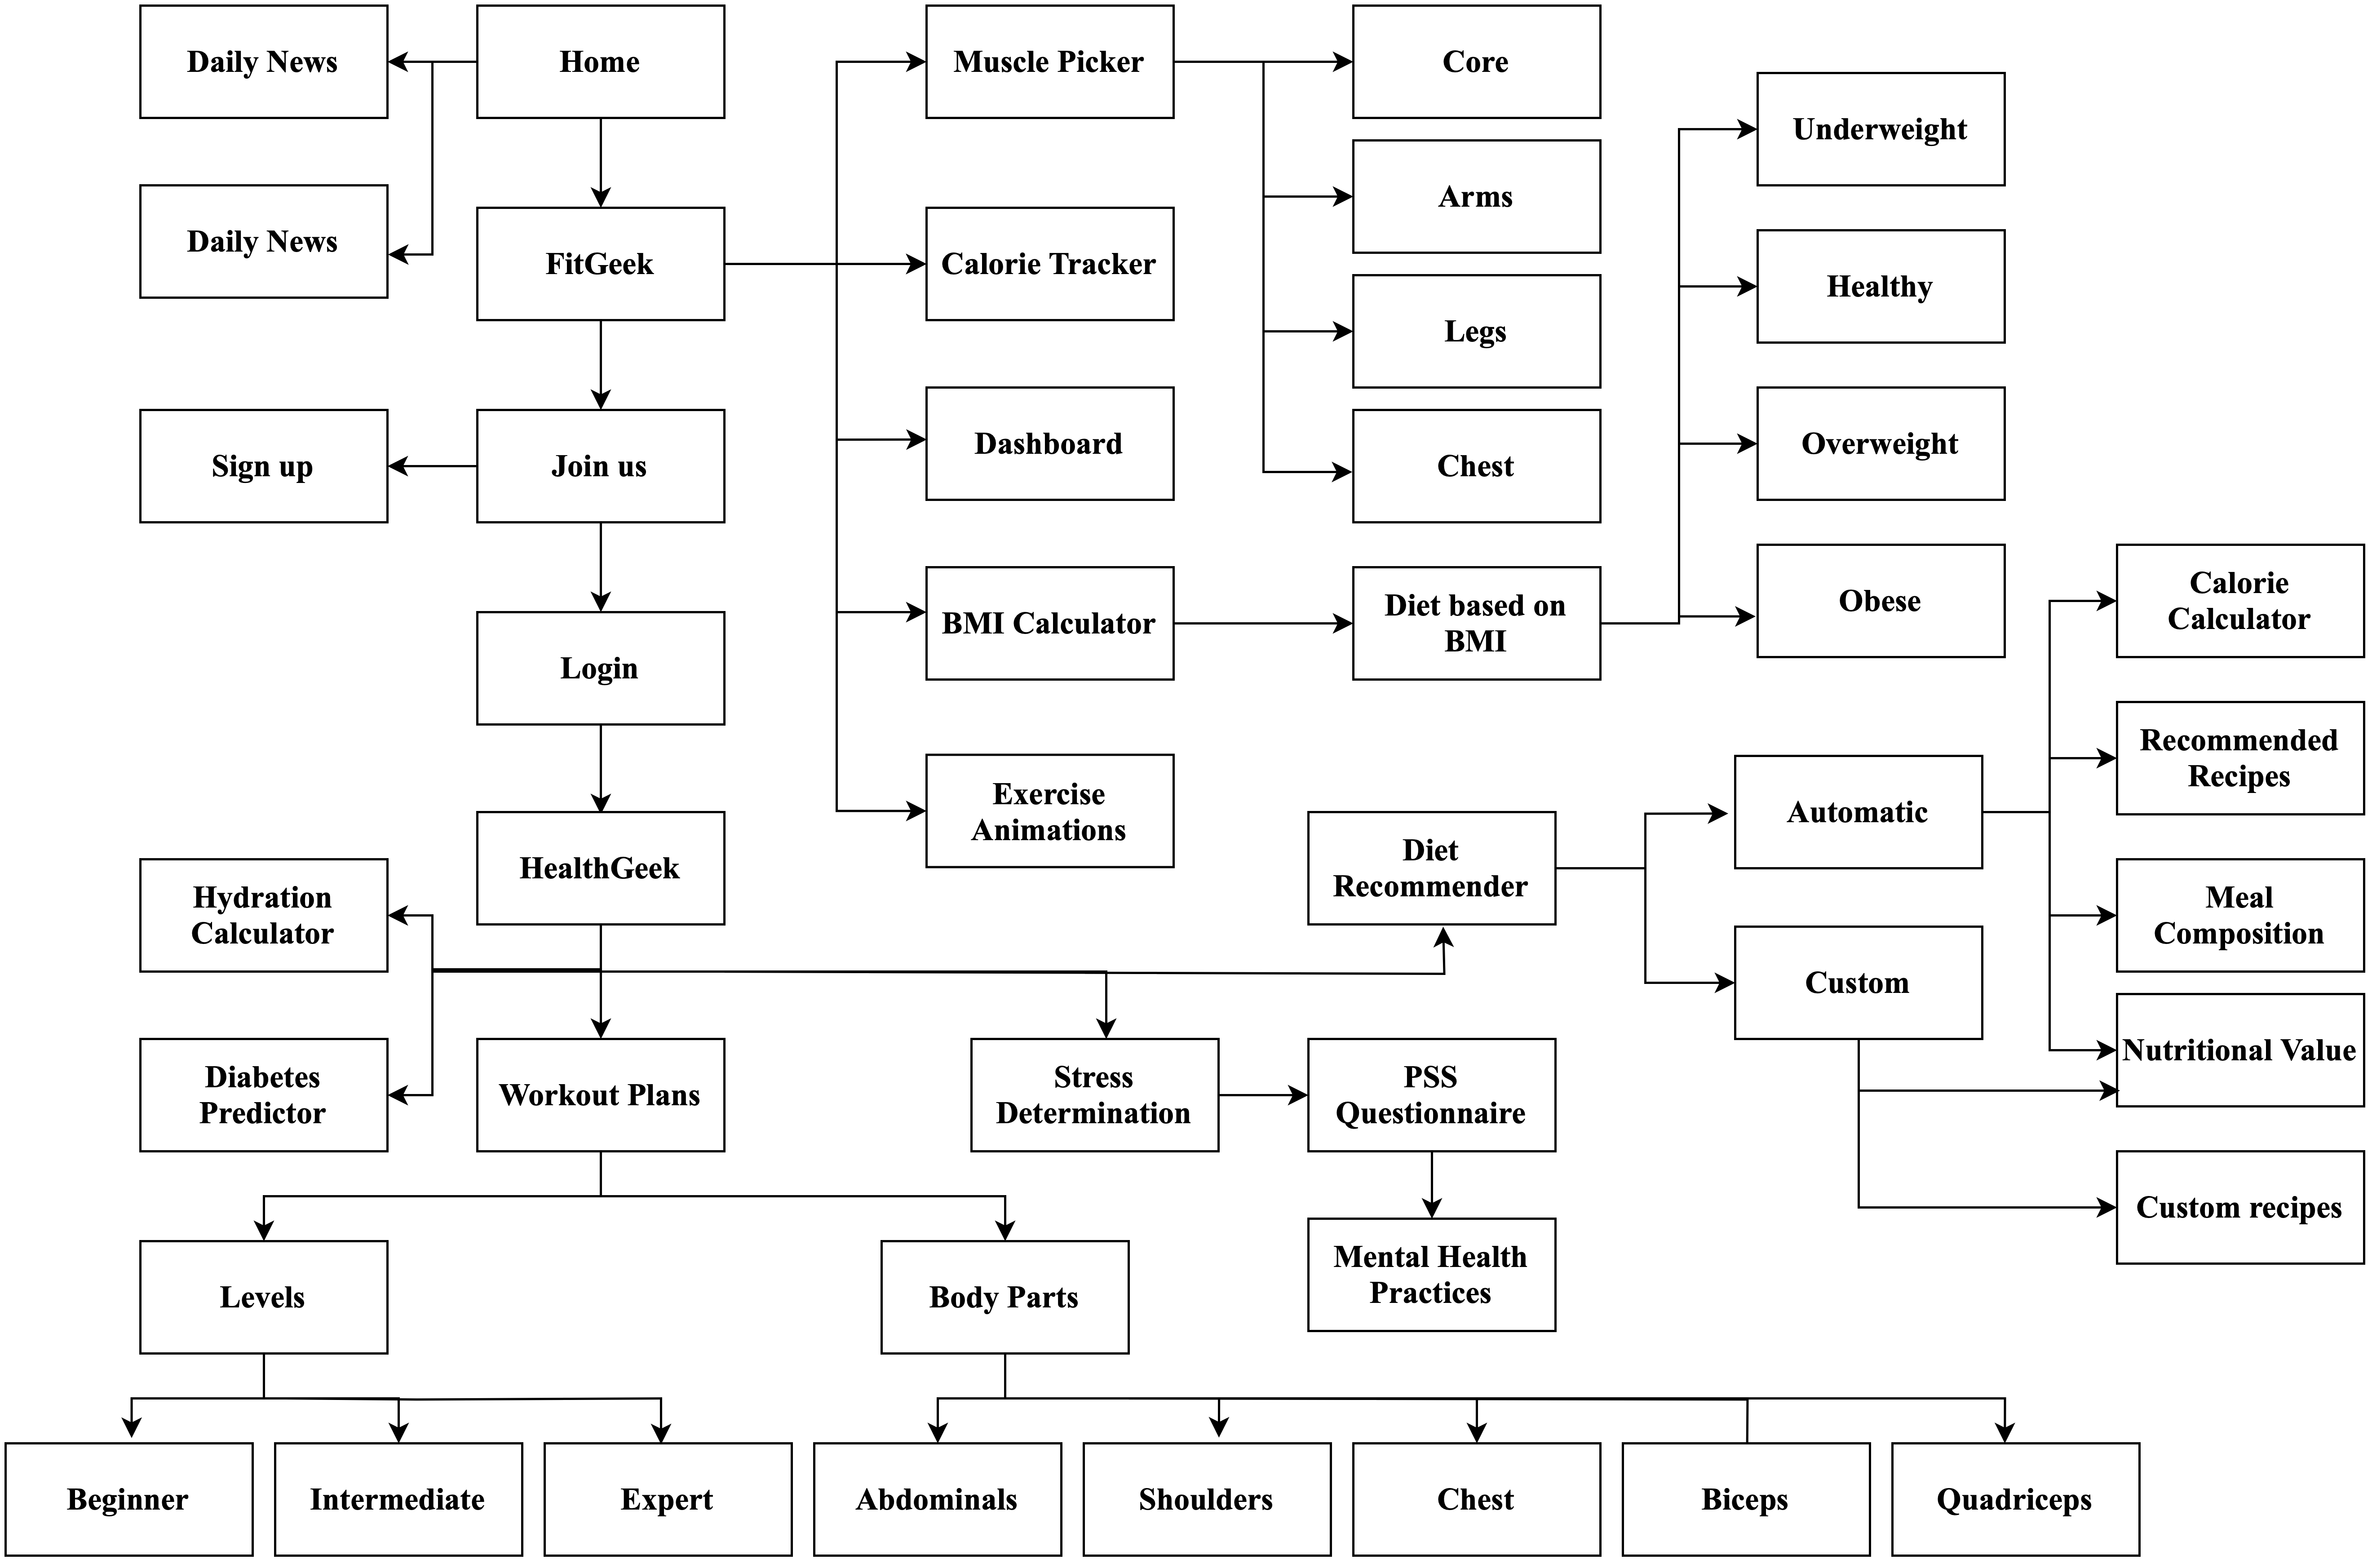 Daily News
Home
Muscle Picker
Core
Underweight
Daily News
FitGeek
Calorie Tracker
Arms
Healthy
Legs
Sign up
Join us
Dashboard
Chest
Overweight
Login
BMI Calculator
Diet based on
BMI
Obese
Calorie
Calculator
Recommended
Recipes
Exercise
Animations
Automatic
HealthGeek
Diet
Recommender
Hydration
Calculator
Meal
Composition
Custom
Nutritional Value
Diabetes
Predictor
Workout Plans
Stress
Determination
PSS
Questionnaire
Custom recipes
Mental Health
Practices
Levels
Body Parts
Beginner
Intermediate
Expert
Abdominals
Shoulders
Chest
Biceps
Quadriceps